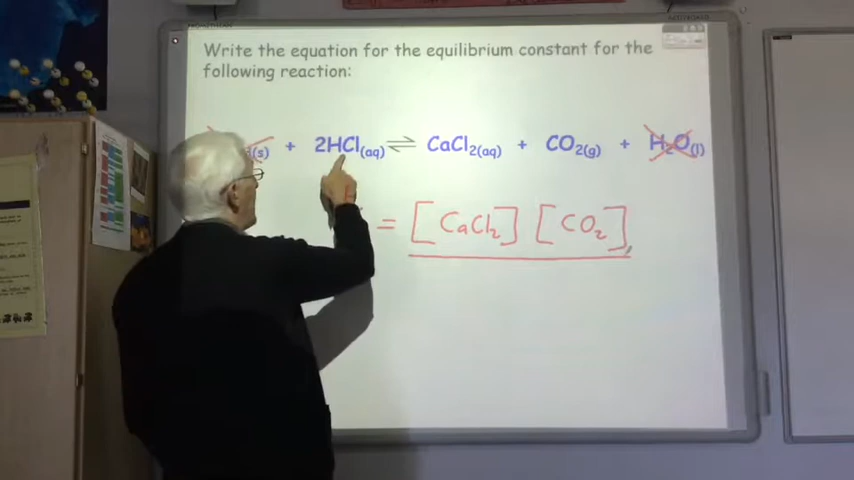 Write the equation for the equilibrium constant for the
following reaction:
(s) + 2HCl(aq) ⇌ CaCl2(aq) + CO2(g) + H2O(l)
= [CaCl2] [CO2]